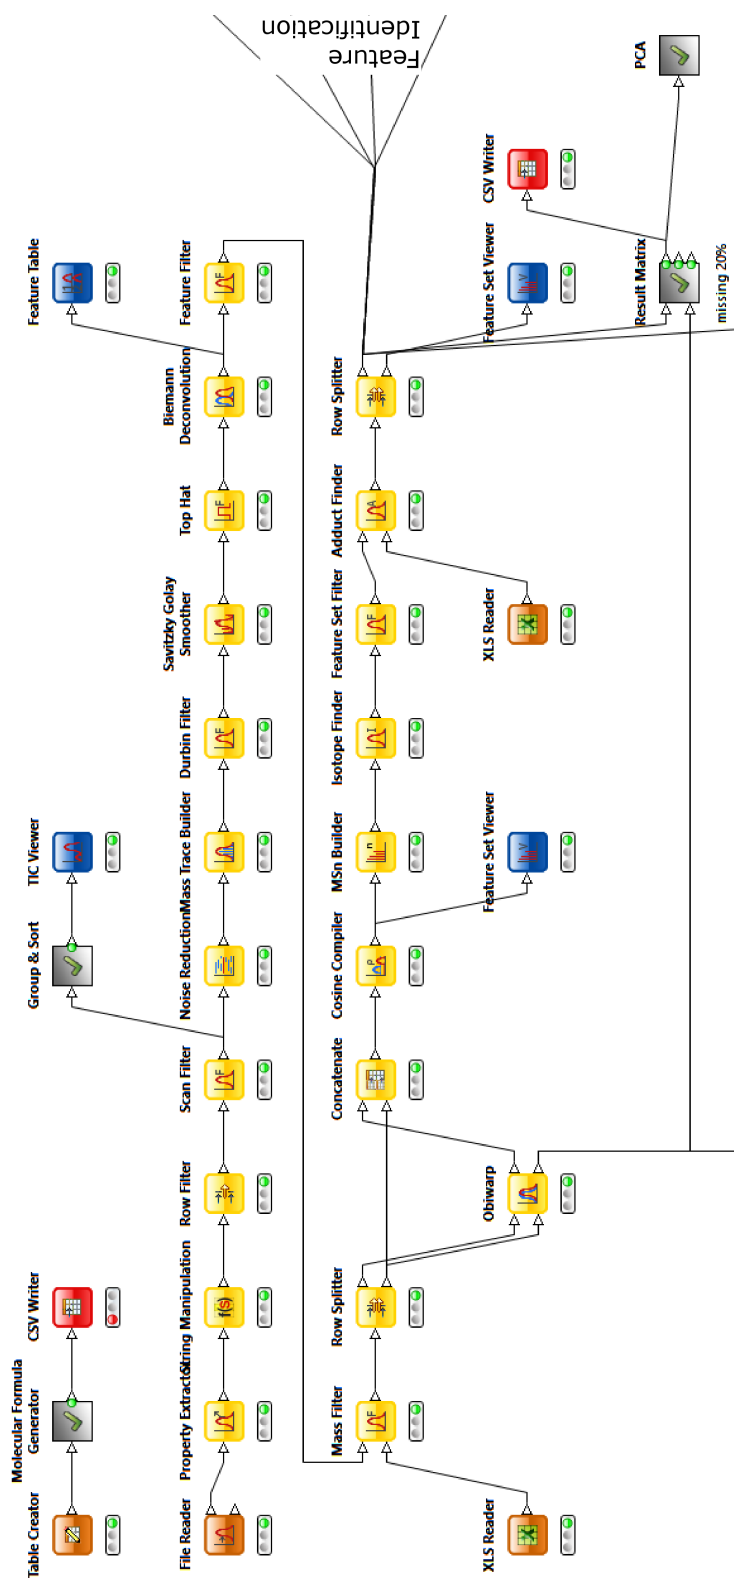 Table Creator
Molecular Formula
Generator
CSV Writer
Group & Sort
TIC Viewer
Feature Table
File Reader
Property Extractor
String Manipulation
Row Filter
Scan Filter
Noise Reduction
Mass Trace Builder
Durbin Filter
Savitzky Golay
Smoother
Top Hat
Biemann
Deconvolution
Feature Filter
Mass Filter
Row Splitter
Concatenate
Cosine Compiler
MSn Builder
Isotope Finder
Feature Set Filter
Adduct Finder
Row Splitter
Feature
Identification
XLS Reader
Obiwarp
Feature Set Viewer
XLS Reader
Feature Set Viewer
CSV Writer
Result Matrix
missing 20%
PCA